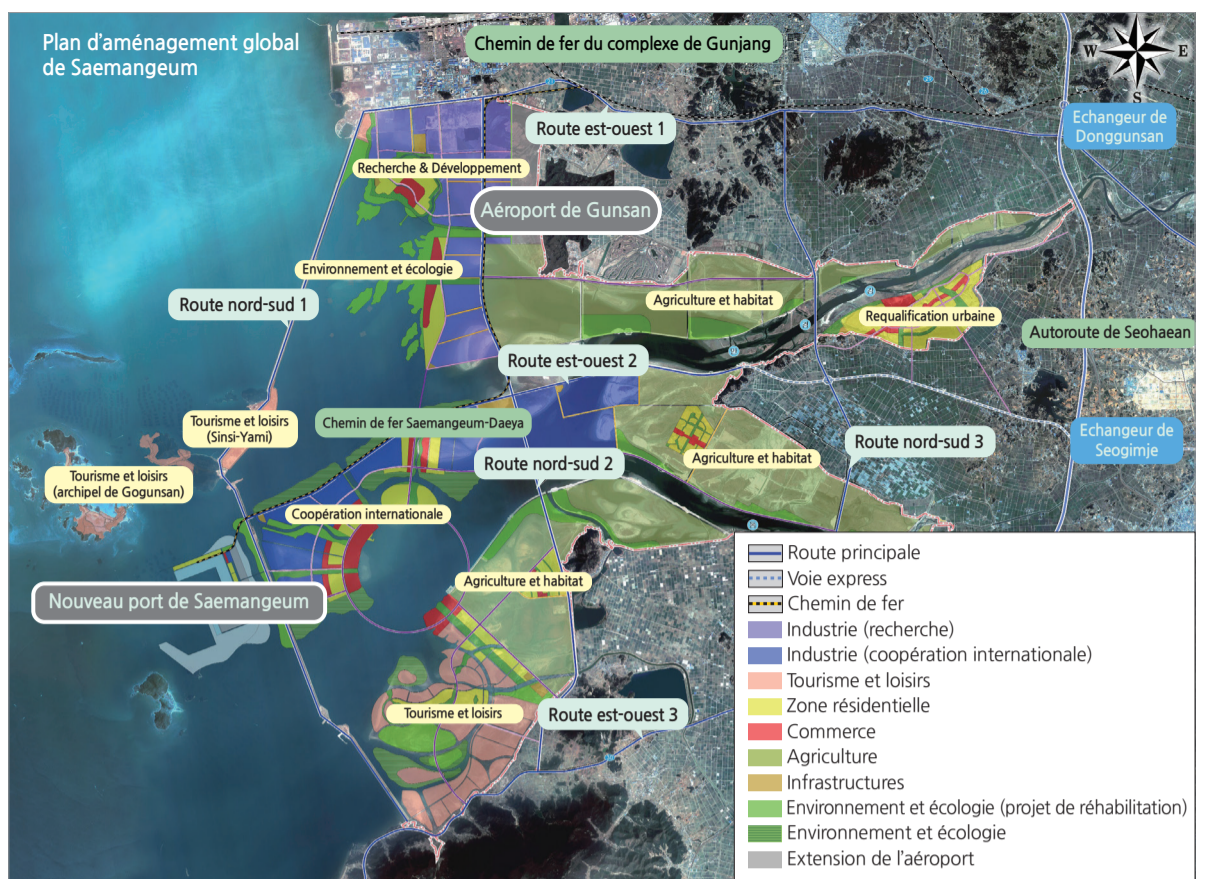 Plan d’aménagement global
de Saemangeum
Chemin de fer du complexe de Gunjang
W
E
S
Route est-ouest 1
Echangeur de
Donggunsan
Recherche & Développement
Aéroport de Gunsan
Environnement et écologie
Route nord-sud 1
Agriculture et habitat
Requalification urbaine
Autoroute de Seohaean
Route est-ouest 2
Tourisme et loisirs
(Sinsi-Yami)
Chemin de fer Saemangeum-Daeya
Route nord-sud 3
Echangeur de
Seogimje
Agriculture et habitat
Route nord-sud 2
Tourisme et loisirs
(archipel de Gogunsan)
Coopération internationale
Agriculture et habitat
Nouveau port de Saemangeum
Tourisme et loisirs
Route est-ouest 3
Route principale
Voie express
Chemin de fer
Industrie (recherche)
Industrie (coopération internationale)
Tourisme et loisirs
Zone résidentielle
Commerce
Agriculture
Infrastructures
Environnement et écologie (projet de réhabilitation)
Environnement et écologie
Extension de l’aéroport